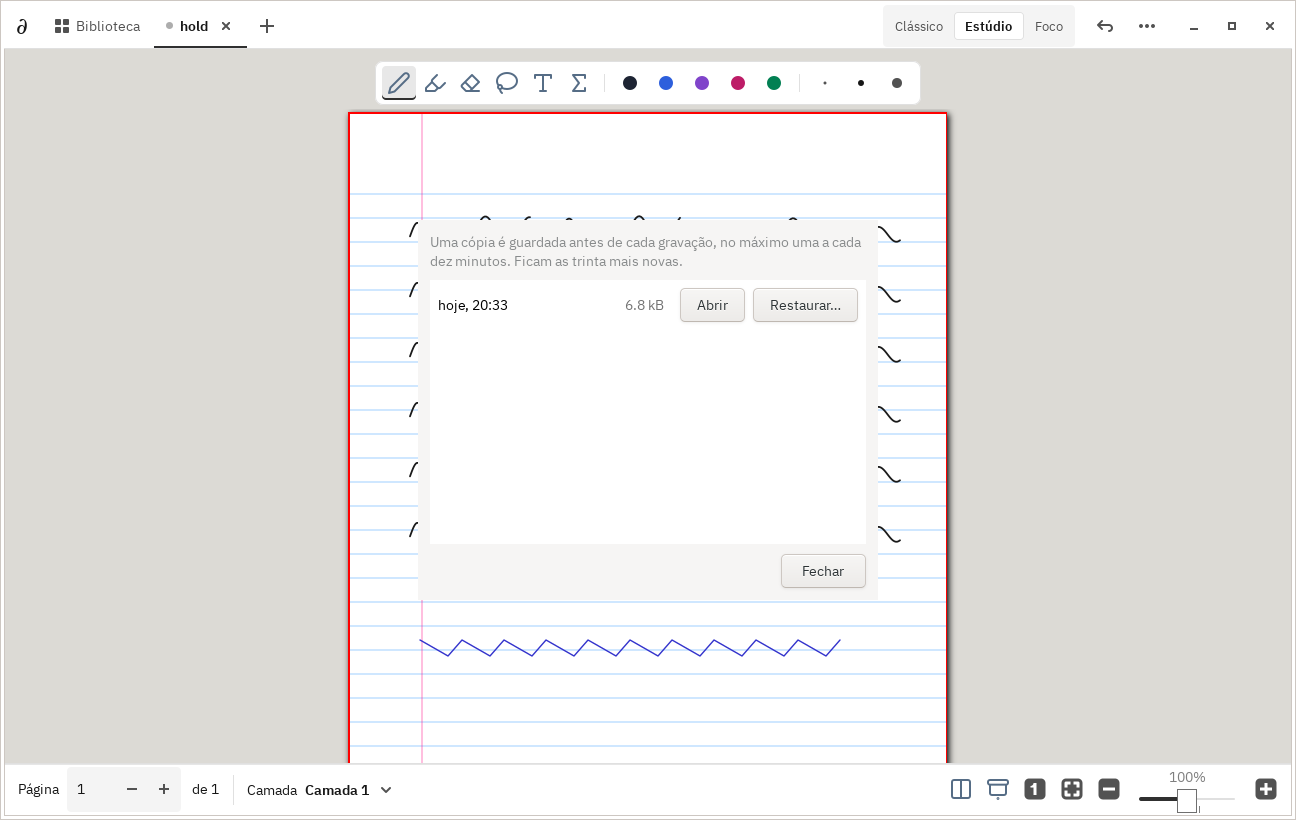 ∂ Biblioteca hold Clássico Estúdio Foco
Uma cópia é guardada antes de cada gravação, no máximo uma a cada
dez minutos. Ficam as trinta mais novas.
hoje, 20:33 6.8 kB Abrir Restaurar...
Fechar
100%
Página 1 de 1 Camada Camada 1 1